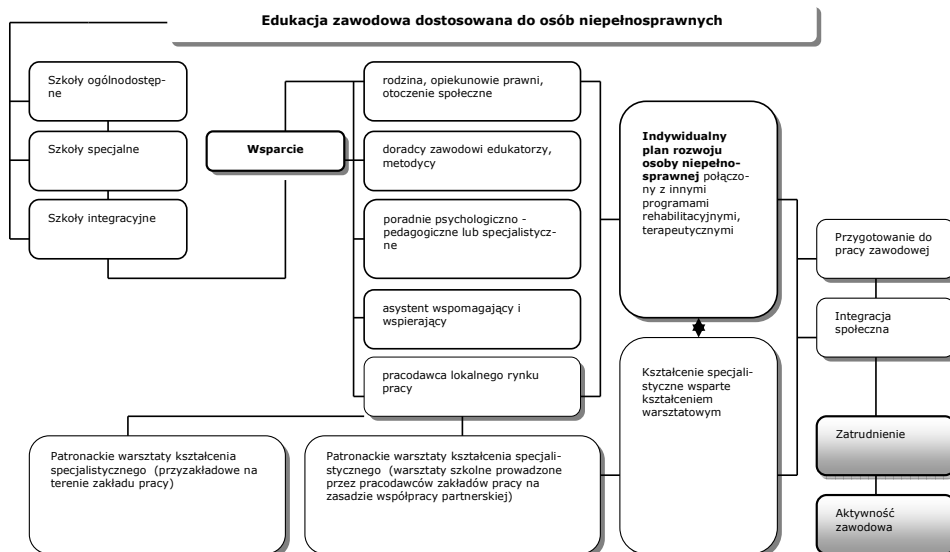 Edukacja zawodowa dostosowana do osób niepełnosprawnych
Szkoły ogólnodostęp-
ne
Szkoły specjalne
Szkoły integracyjne
Wsparcie
rodzina, opiekunowie prawni,
otoczenie społeczne
doradcy zawodowi edukatorzy,
metodycy
poradnie psychologiczno -
pedagogiczne lub specjalistycz-
ne
asystent wspomagający i
wspierający
pracodawca lokalnego rynku
pracy
Patronackie warsztaty kształcenia
specjalistycznego  (przyzakładowe na
terenie zakładu pracy)
Patronackie warsztaty kształcenia specjali-
stycznego  (warsztaty szkolne prowadzone
przez pracodawców zakładów pracy na
zasadzie współpracy partnerskiej)
Indywidualny
plan rozwoju
osoby niepełno-
sprawnej połączo-
ny z innymi
programami
rehabilitacyjnymi,
terapeutycznymi
Kształcenie specjali-
styczne wsparte
kształceniem
warsztatowym
Przygotowanie do
pracy zawodowej
Integracja
społeczna
Zatrudnienie
Aktywność
zawodowa